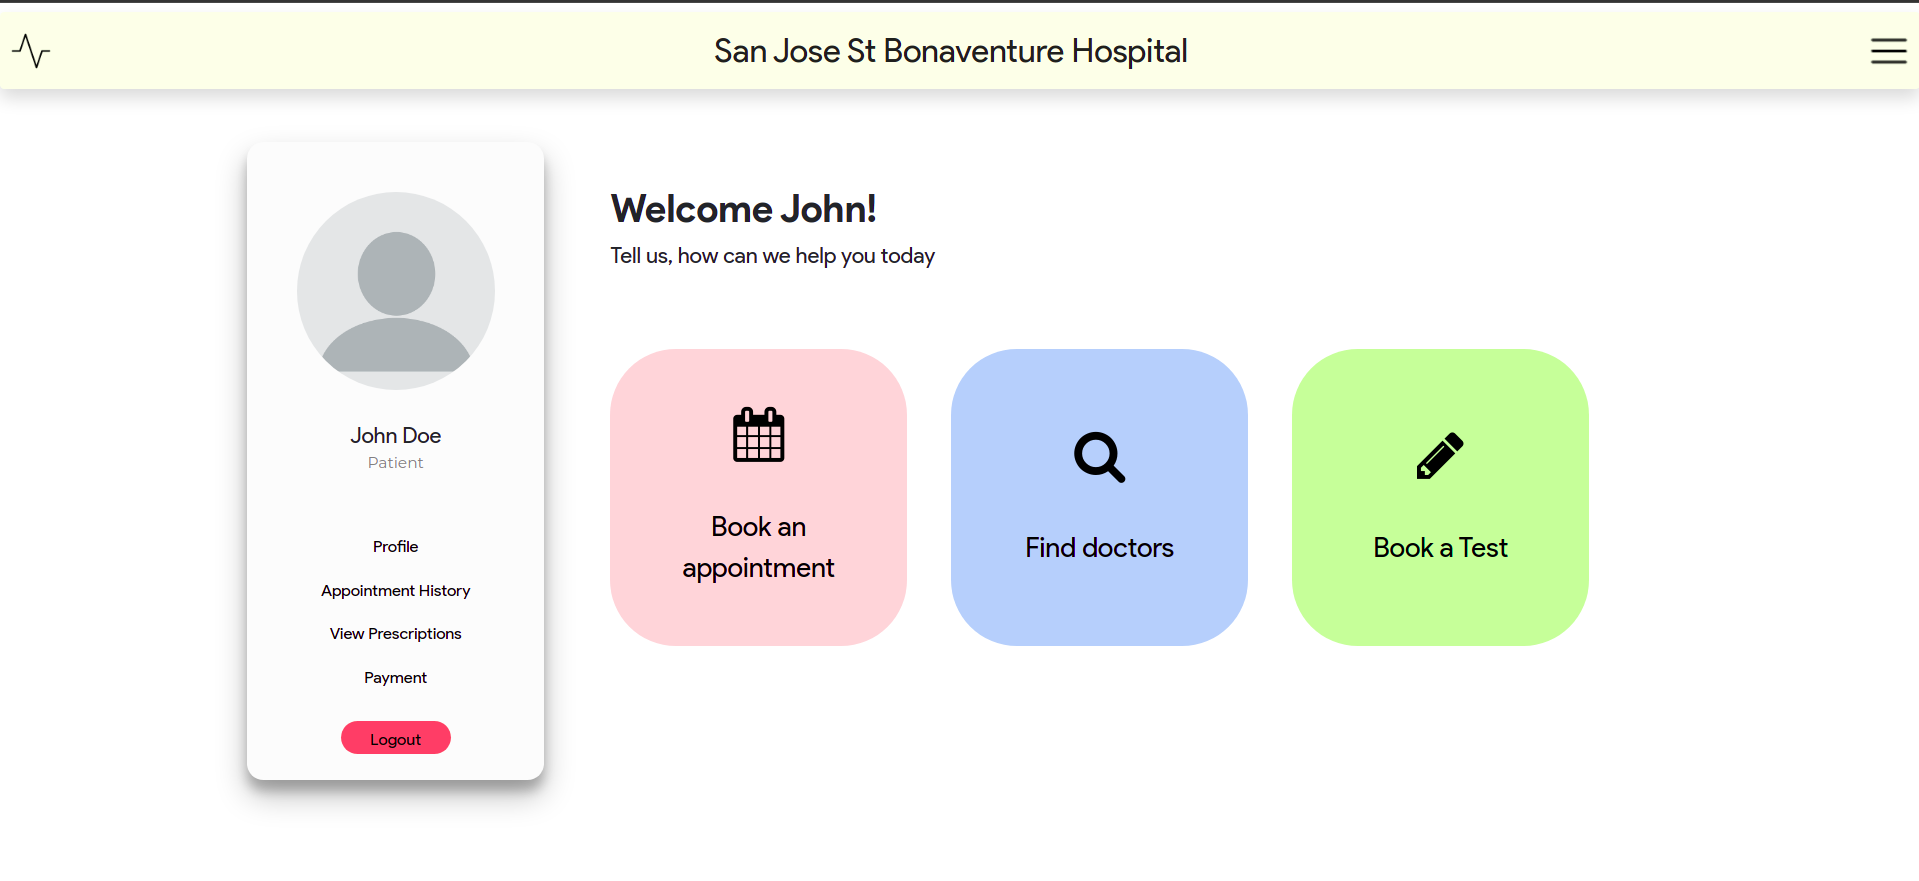 San Jose St Bonaventure Hospital
John Doe
Patient
Profile
Appointment History
View Prescriptions
Payment
Logout
Welcome John!
Tell us, how can we help you today
Book an
appointment
Find doctors
Book a Test